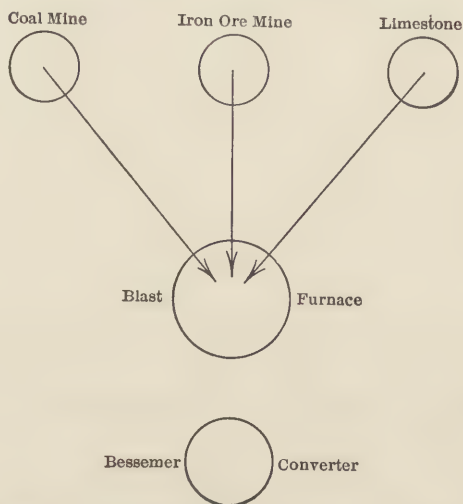 Coal Mine
Iron Ore Mine
Limestone
Blast
Furnace
Bessemer
Converter